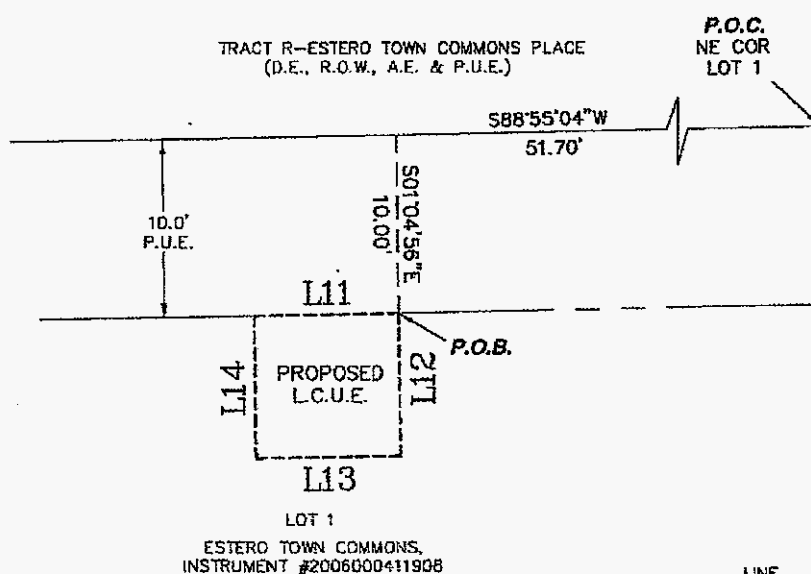 TRACT R-ESTERO TOWN COMMONS PLACE
(D.E., R.O.W., A.E. & P.U.E.)
P.O.C.
NE COR
LOT 1
S88°55'04"W
51.70'
S01°04'56"E
10.00'
10.0'
P.U.E.
L11
P.O.B.
L14
PROPOSED
L.C.U.E.
L12
L13
LOT 1
ESTERO TOWN COMMONS,
INSTRUMENT #2006000411908
LINE